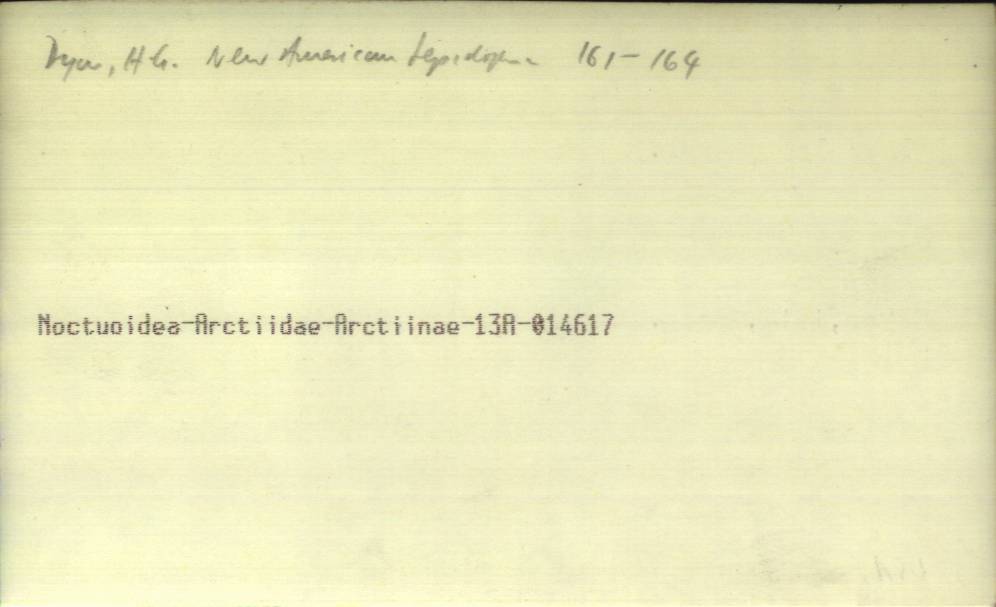 Dyar, H.G. New American Lepidoptera 161-164
Noctuoidea-Arctiidae-Arctiinae-13A-014617